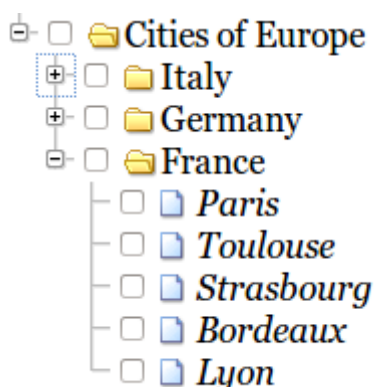 Cities of Europe
Italy
Germany
France
Paris
Toulouse
Strasbourg
Bordeaux
Lyon